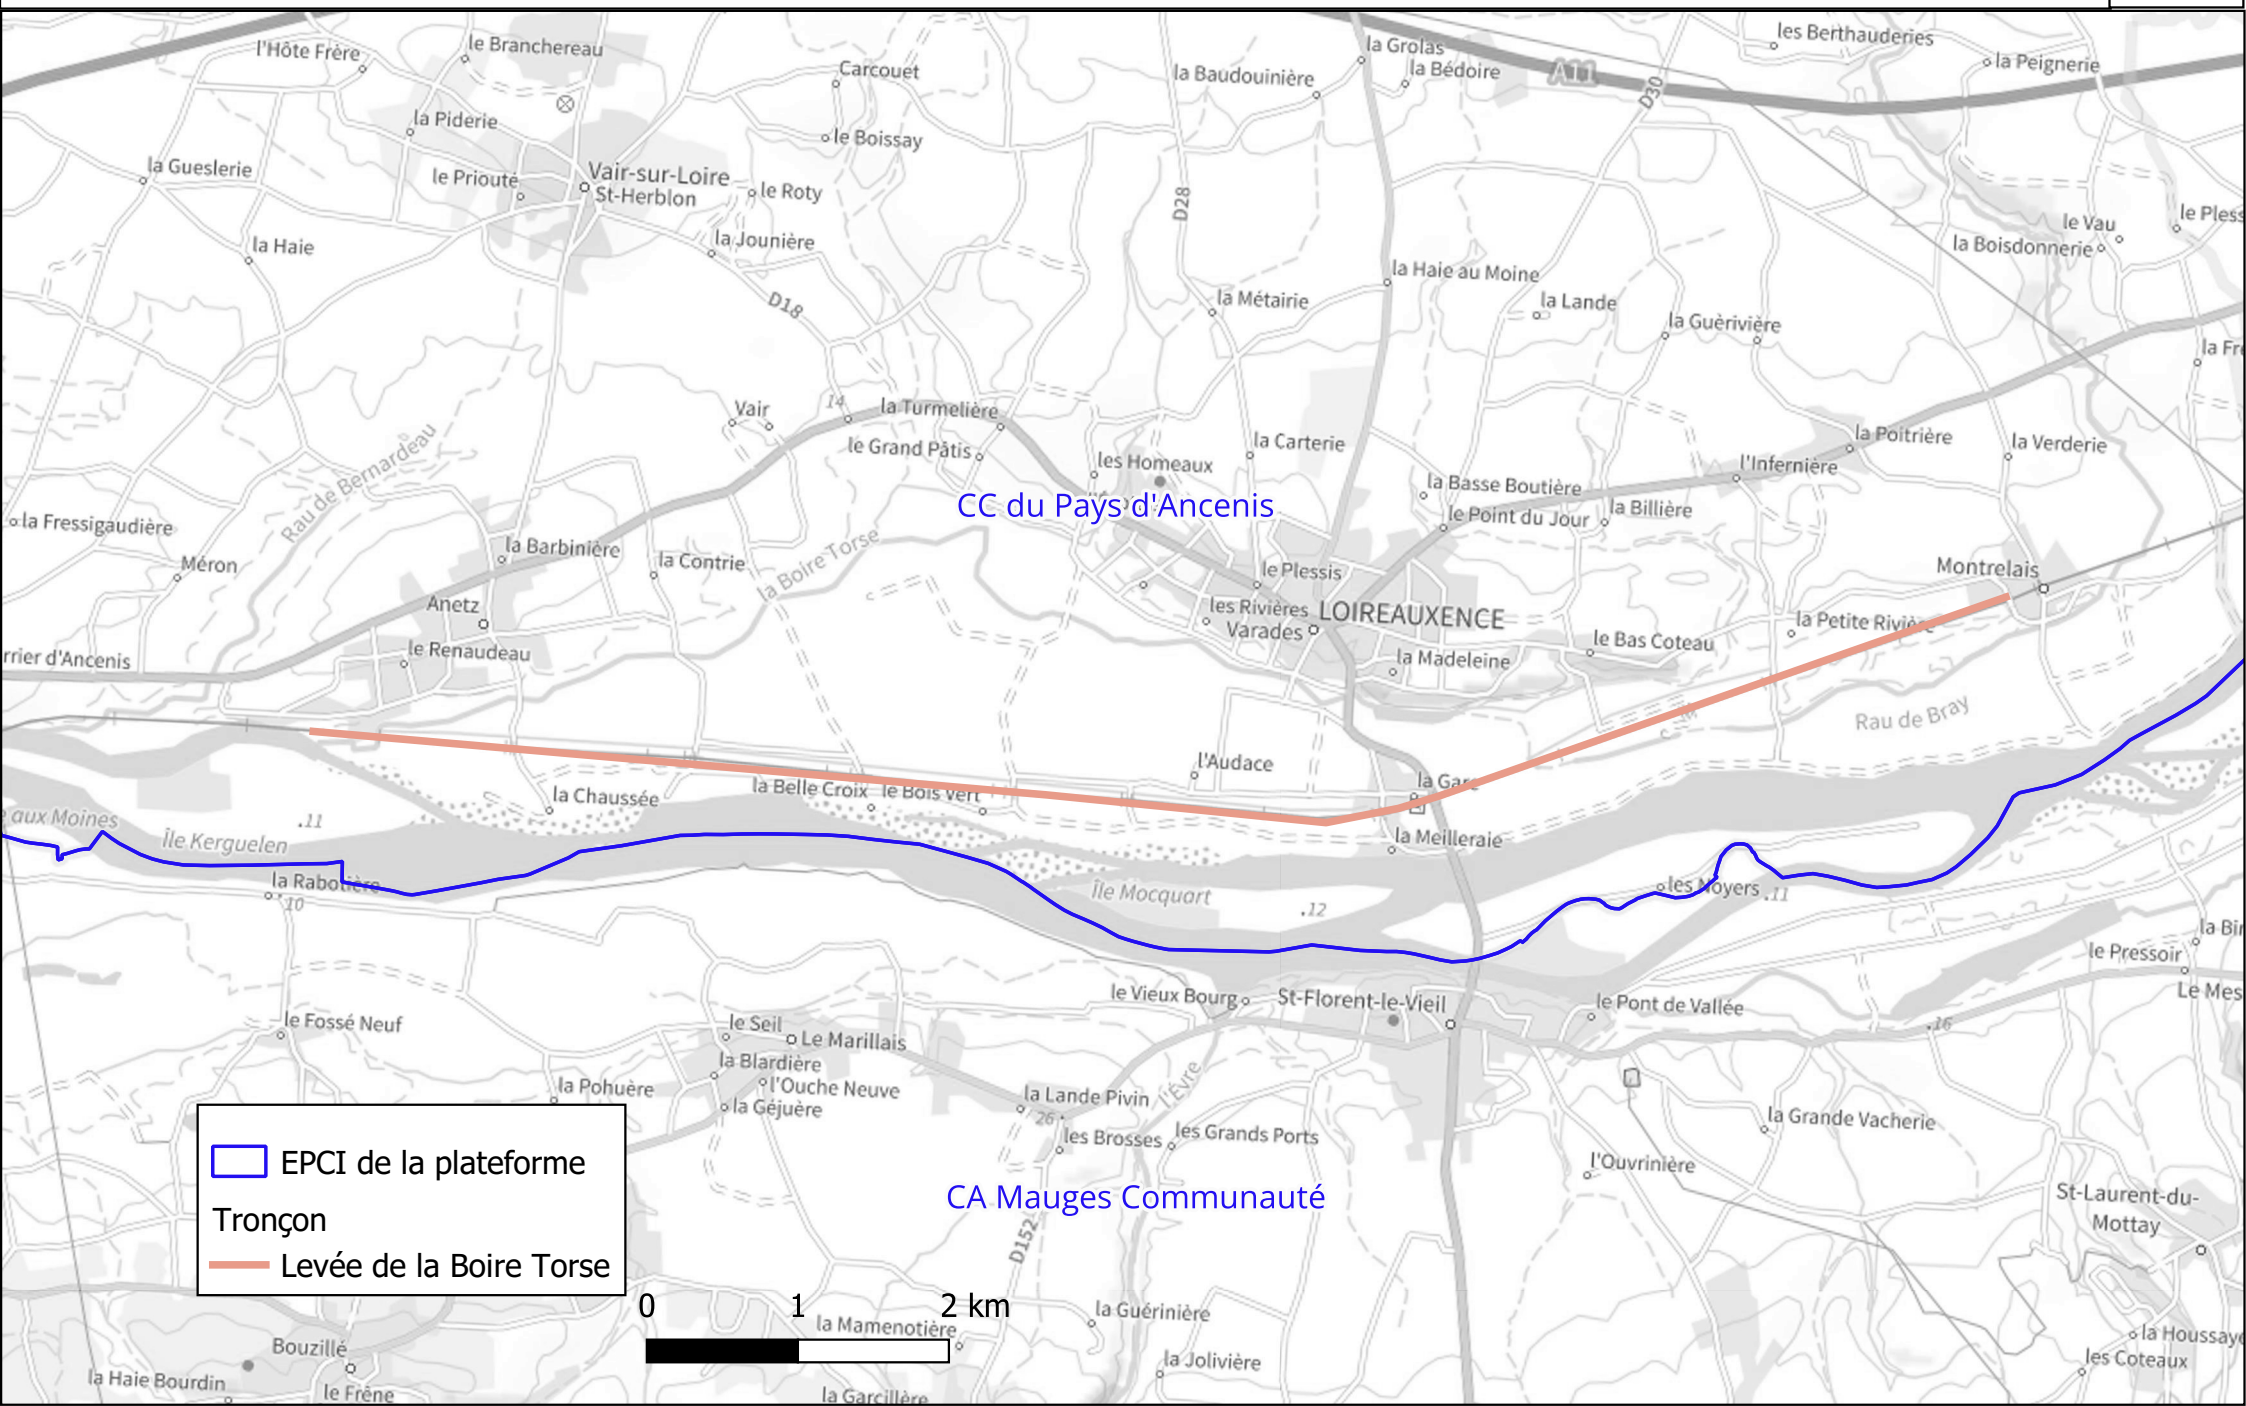 l'Hôte Frère
le Branchereau
Carcouet
la Baudouinière
la Grolas
la Bédoire
A11
D30
les Berthauderies
la Peignerie
la Piderie
le Boissay
la Gueslerie
le Priouté
Vair-sur-Loire
St-Herblon
le Roty
D28
le Vau
le Pless
la Boisdonnerie
la Haie
la Jounière
D18
la Métairie
la Haie au Moine
la Lande
la Guèrivière
la Fr
Vair
14
la Turmelière
le Grand Pâtis
les Homeaux
la Carterie
la Poitrière
la Verderie
l'Infernière
la Basse Boutière
le Point du Jour
la Billière
CC du Pays d'Ancenis
Rau de Bernardeau
la Fressigaudière
Méron
la Barbinière
la Contrie
la Boire Torse
le Plessis
Montrelais
Anetz
les Rivières
Varades
LOIREAUXENCE
la Petite Rivière
le Bas Coteau
le Renaudeau
rrier d'Ancenis
la Madeleine
Rau de Bray
l'Audace
la Gare
la Chaussée
la Belle Croix
le Bois Vert
aux Moines
.11
Île Kerguelen
la Meilleraie
la Rabotière
10
Île Mocquart
.12
les Noyers
.11
la Bir
le Pressoir
Le Mes
le Vieux Bourg
St-Florent-le-Vieil
le Pont de Vallée
.16
le Fossé Neuf
le Seil
Le Marillais
la Blardière
l'Ouche Neuve
la Géjuère
la Pohuère
la Lande Pivin
26
l'Èvre
les Brosses
les Grands Ports
la Grande Vacherie
l'Ouvrinière
CA Mauges Communauté
St-Laurent-du-
Mottay
D152
EPCI de la plateforme
Tronçon
Levée de la Boire Torse
0 1 2 km
la Mamenotière
la Guérinière
la Jolivière
la Garcillère
la Houssaye
les Coteaux
Bouzillé
la Haie Bourdin
le Frêne